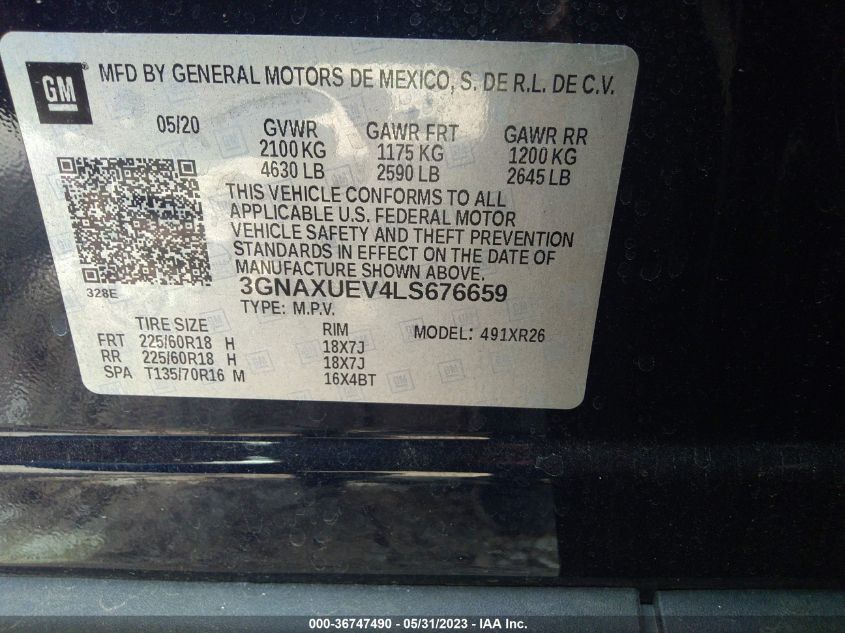 GM ® MFD BY GENERAL MOTORS DE MEXICO, S. DE R.L. DE C.V.
05/20 GVWR GAWR FRT GAWR RR
2100 KG 1175 KG 1200 KG
4630 LB 2590 LB 2645 LB
THIS VEHICLE CONFORMS TO ALL
APPLICABLE U.S. FEDERAL MOTOR
VEHICLE SAFETY AND THEFT PREVENTION
STANDARDS IN EFFECT ON THE DATE OF
MANUFACTURE SHOWN ABOVE.
328E
3GNAXUEV4LS676659
TYPE: M.P.V.
TIRE SIZE RIM MODEL: 491XR26
FRT 225/60R18 H 18X7J
RR 225/60R18 H 18X7J
SPA T135/70R16 M 16X4BT
000-36747490 - 05/31/2023 - IAA Inc.